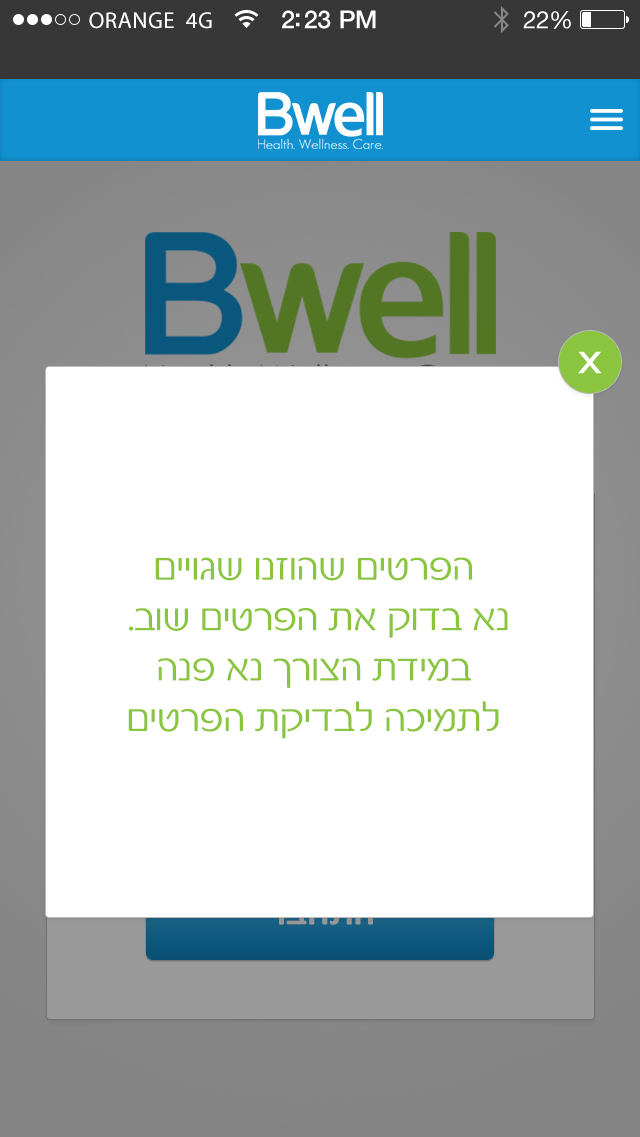 ORANGE 4G 2:23 PM 22%
Bwell
Health. Wellness. Care.
Bwell
X
הפרטים שהוזנו שגויים
נא בדוק את הפרטים שוב.
במידת הצורך נא פנה
לתמיכה לבדיקת הפרטים